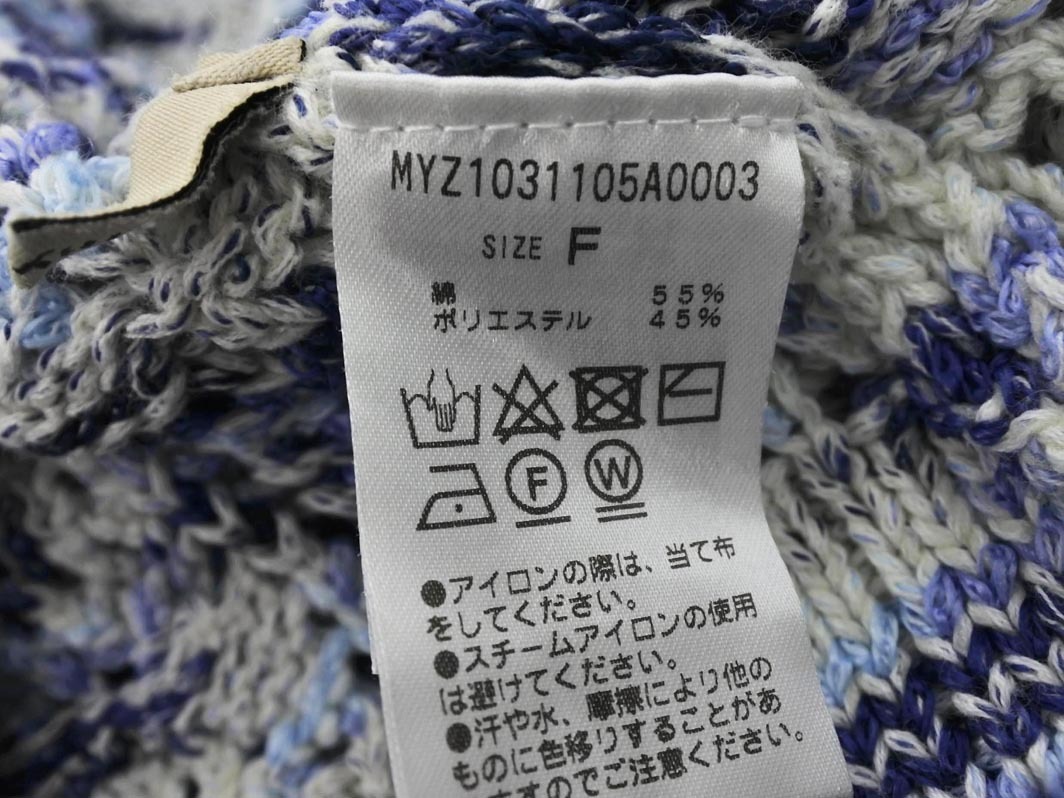 MYZ1031105A0003
SIZE F
綿 55%
ポリエステル 45%
F W
●アイロンの際は、当て布
をしてください。
●スチームアイロンの使用
は避けてください。
●汗や水、摩擦により他の
ものに色移りすることがあ
ますのでご注意ください。